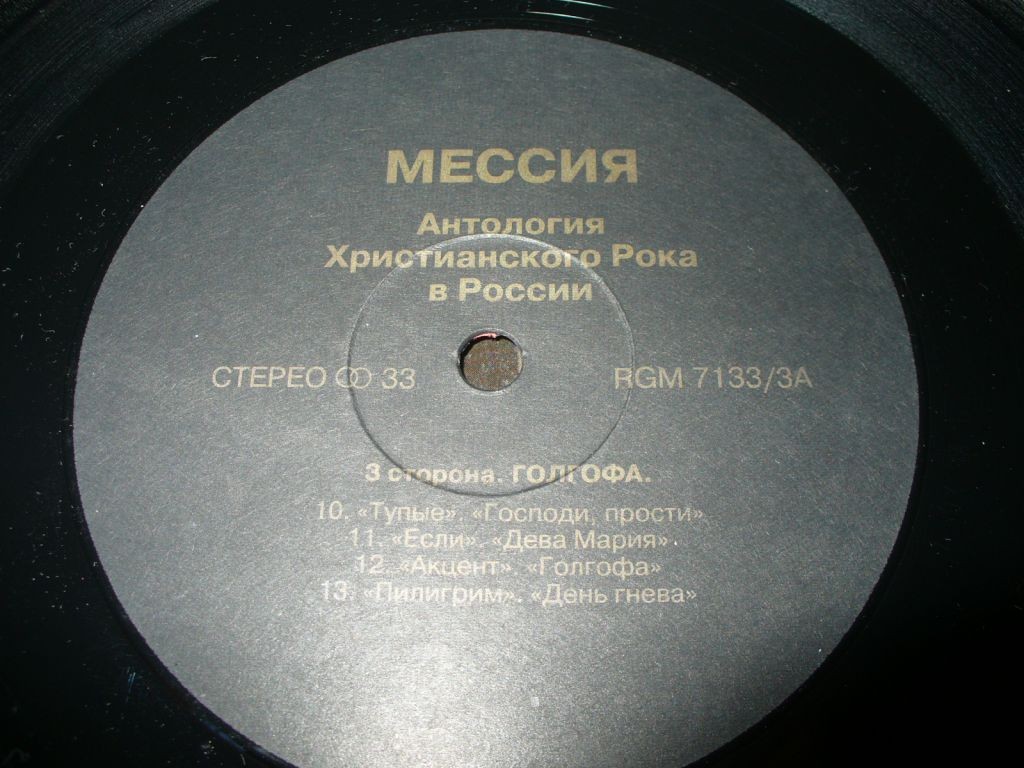 МЕССИЯ
Антология
Христианского Рока
в России
СТЕРЕО 33 RGM 7133/3А
3 сторона. ГОЛГОФА.
10. «Тупые». «Господи, прости»
11. «Если». «Дева Мария».
12. «Акцент». «Голгофа»
13. «Пилигрим». «День гнева»